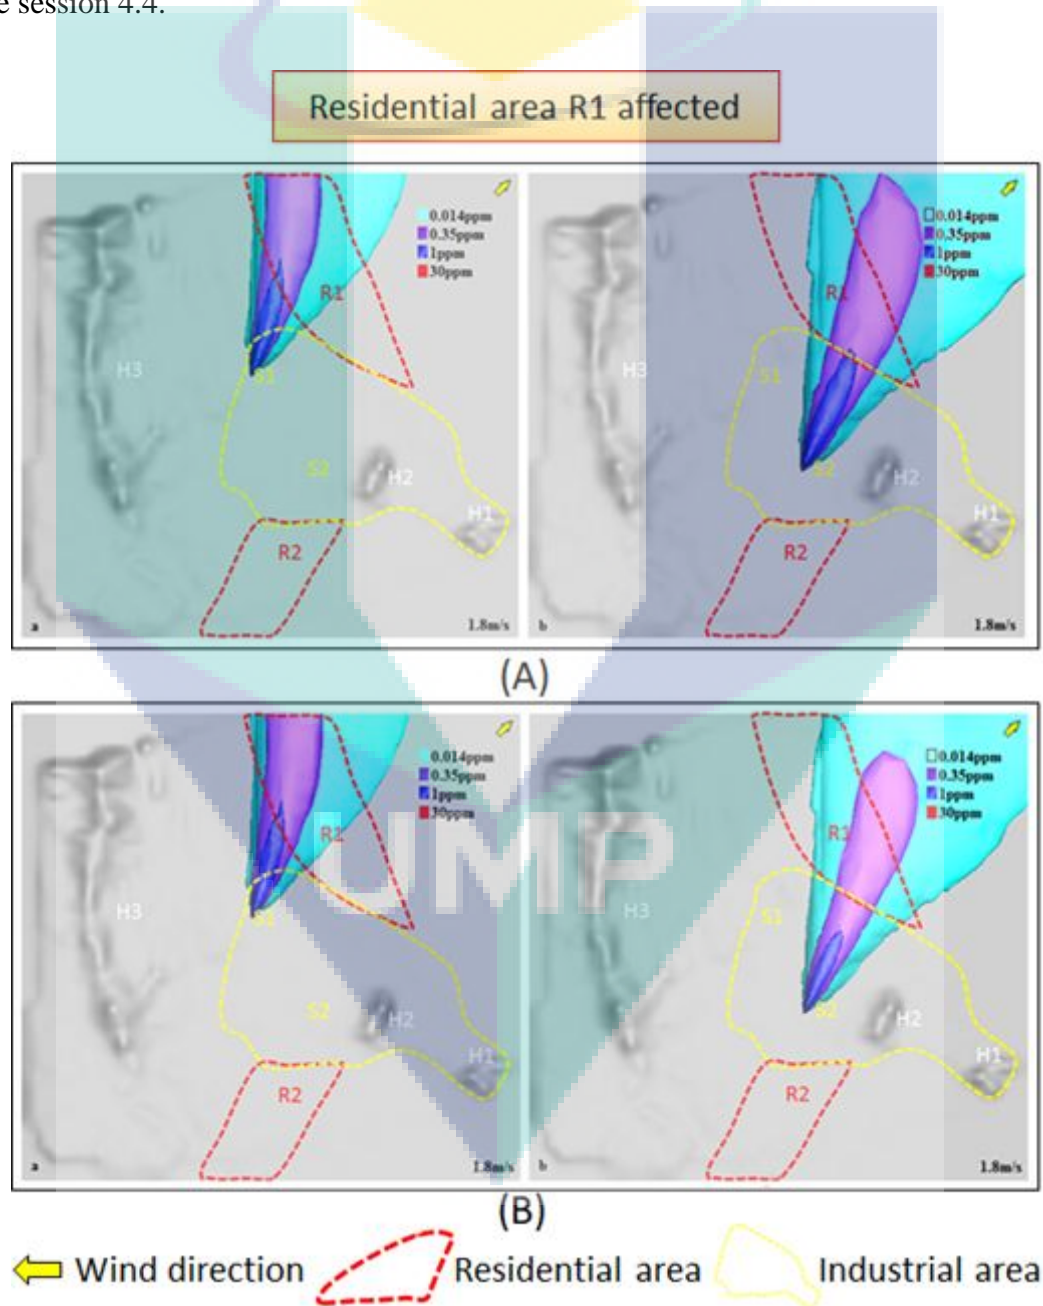 e session 4.4.
Residential area R1 affected
0.014ppm
0.35ppm
1ppm
30ppm
R1
H3
S1
S2
H2
H1
R2
a
1.8m/s
0.014ppm
0.35ppm
1ppm
30ppm
R1
H3
S1
S2
H2
H1
R2
b
1.8m/s
(A)
0.014ppm
0.35ppm
1ppm
30ppm
R1
H3
S1
S2
H2
H1
R2
a
1.8m/s
0.014ppm
0.35ppm
1ppm
30ppm
R1
H3
S1
S2
H2
H1
R2
b
1.8m/s
UMP
(B)
Wind direction
Residential area
Industrial area